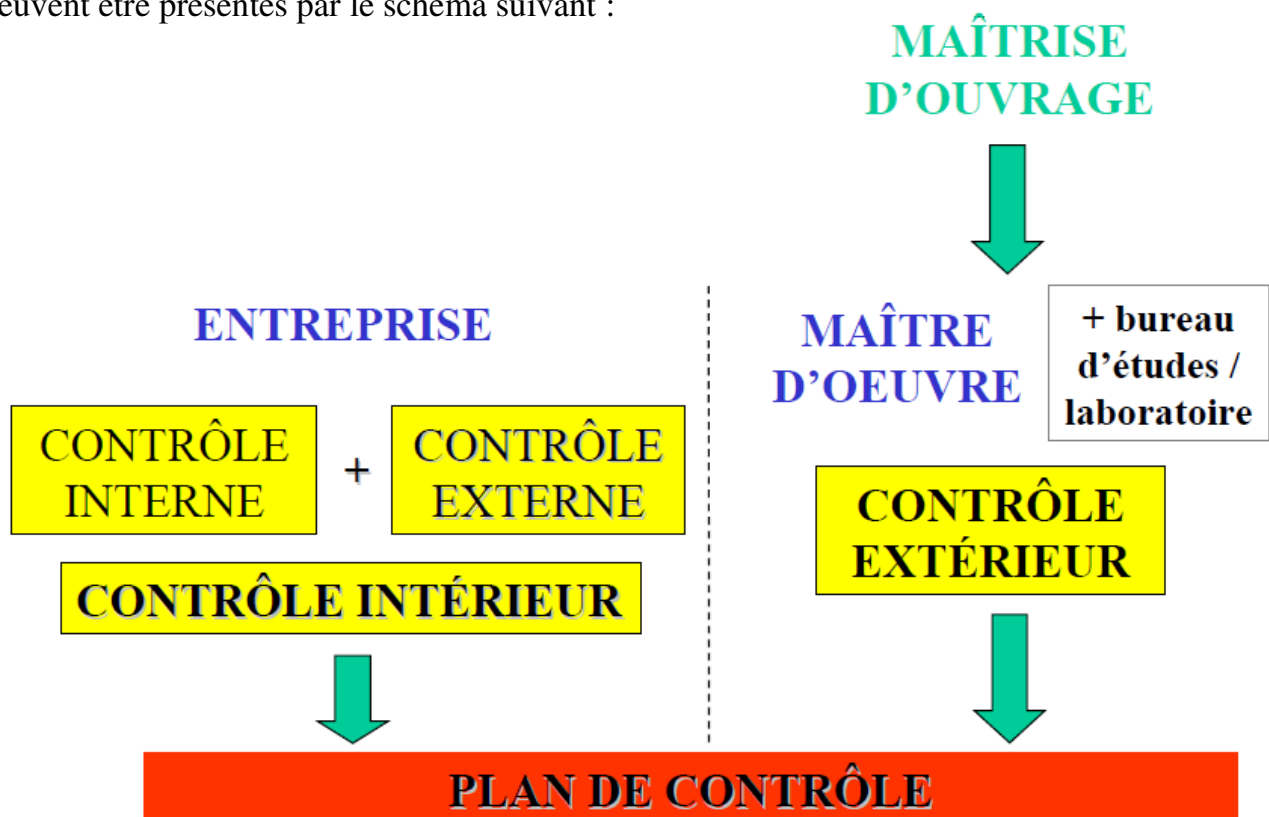 peuvent être présentés par le schéma suivant :
MAÎTRISE
D'OUVRAGE
ENTREPRISE
CONTRÔLE
INTERNE
+
CONTRÔLE
EXTERNE
CONTRÔLE INTÉRIEUR
MAÎTRE
D'OEUVRE
+ bureau
d'études /
laboratoire
CONTRÔLE
EXTÉRIEUR
PLAN DE CONTRÔLE